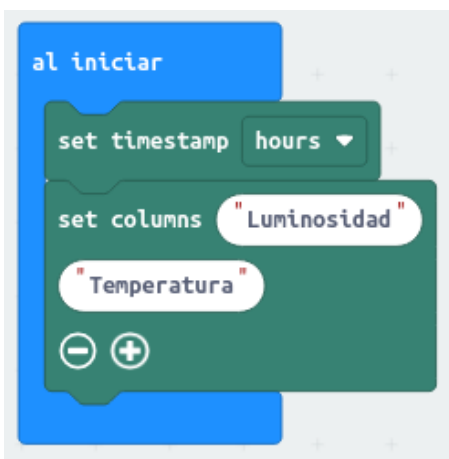 al iniciar
set timestamp hours
set columns "Luminosidad"
"Temperatura"